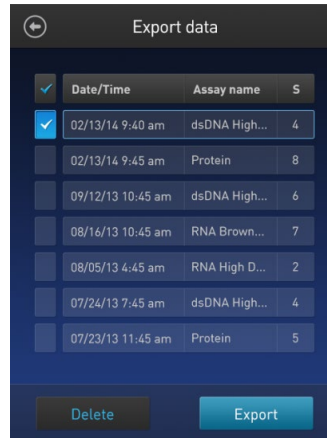 Export data
Date/Time Assay name S
02/13/14 9:40 am dsDNA High... 4
02/13/14 9:45 am Protein 8
09/12/13 10:45 am dsDNA High... 6
08/16/13 10:45 am RNA Brown... 7
08/05/13 4:45 am RNA High D... 2
07/24/13 7:45 am dsDNA High... 4
07/23/13 11:45 am Protein 5
Delete Export